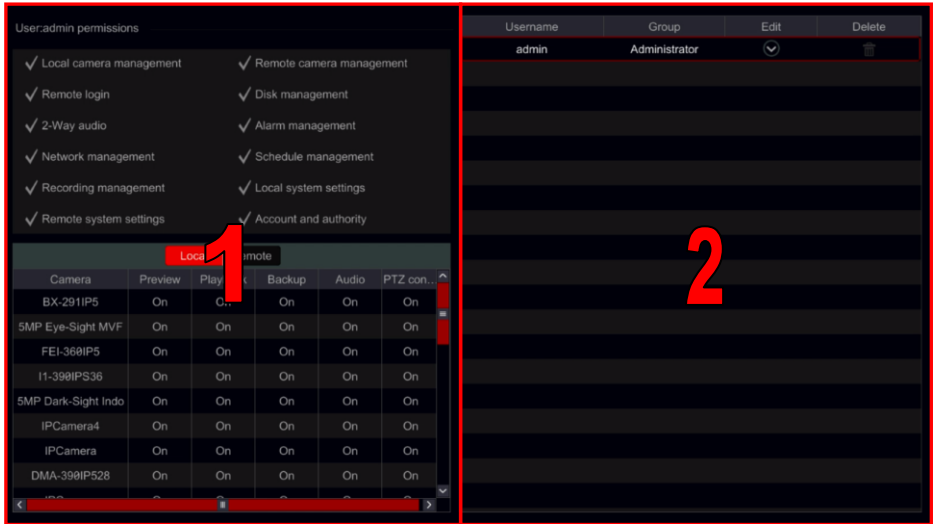 User:admin permissions
Local camera management Remote camera management
Remote login Disk management
2-Way audio Alarm management
Network management Schedule management
Recording management Local system settings
Remote system settings Account and authority
1
Camera Preview Backup Audio PTZ con...
BX-291IP5 On On On On
5MP Eye-Sight MVF On On On On On
FEI-360IP5 On On On On On
I1-390IPS36 On On On On On
5MP Dark-Sight Indo On On On On On
IPCamera4 On On On On On
IPCamera On On On On On
DMA-390IP528 On On On On On
Username Group Edit Delete
admin Administrator
2